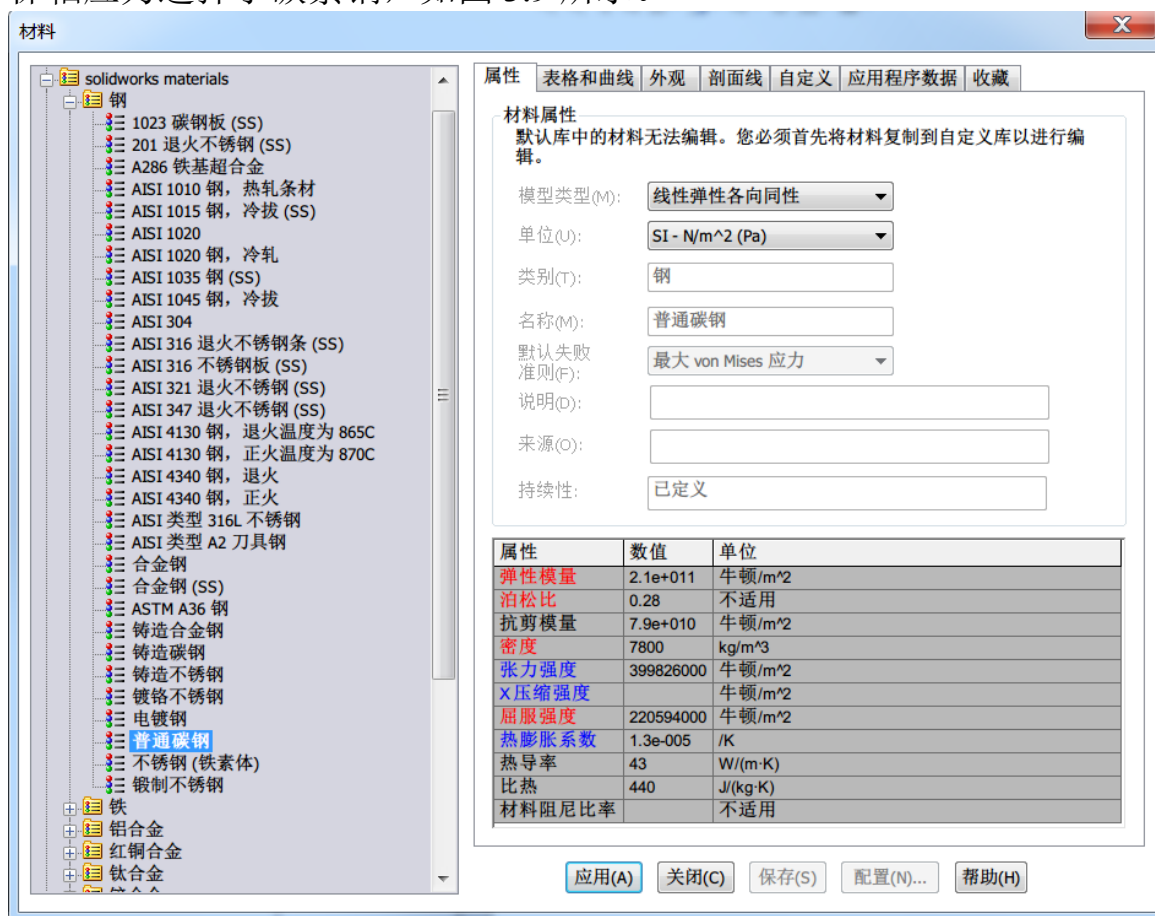 材料
X
solidworks materials
钢
1023 碳钢板 (SS)
201 退火不锈钢 (SS)
A286 铁基超合金
AISI 1010 钢，热轧条材
AISI 1015 钢，冷拔 (SS)
AISI 1020
AISI 1020 钢，冷轧
AISI 1035 钢 (SS)
AISI 1045 钢，冷拔
AISI 304
AISI 316 退火不锈钢条 (SS)
AISI 316 不锈钢板 (SS)
AISI 321 退火不锈钢 (SS)
AISI 347 退火不锈钢 (SS)
AISI 4130 钢，退火温度为 865C
AISI 4130 钢，正火温度为 870C
AISI 4340 钢，退火
AISI 4340 钢，正火
AISI 类型 316L 不锈钢
AISI 类型 A2 刀具钢
合金钢
合金钢 (SS)
ASTM A36 钢
铸造合金钢
铸造碳钢
铸造不锈钢
镀铬不锈钢
电镀钢
普通碳钢
不锈钢 (铁素体)
锻制不锈钢
铁
铝合金
红铜合金
钛合金
属性 表格和曲线 外观 剖面线 自定义 应用程序数据 收藏
材料属性
默认库中的材料无法编辑。您必须首先将材料复制到自定义库以进行编
辑。
模型类型(M): 线性弹性各向同性
单位(U): SI - N/m^2 (Pa)
类别(T): 钢
名称(M): 普通碳钢
默认失败
准则(F): 最大 von Mises 应力
说明(D):
来源(O):
持续性: 已定义
属性 数值 单位
弹性模量 2.1e+011 牛顿/m^2
泊松比 0.28 不适用
抗剪模量 7.9e+010 牛顿/m^2
密度 7800 kg/m^3
张力强度 399826000 牛顿/m^2
X压缩强度 牛顿/m^2
屈服强度 220594000 牛顿/m^2
热膨胀系数 1.3e-005 /K
热导率 43 W/(m·K)
比热 440 J/(kg·K)
材料阻尼比率 不适用
应用(A) 关闭(C) 保存(S) 配置(N)... 帮助(H)